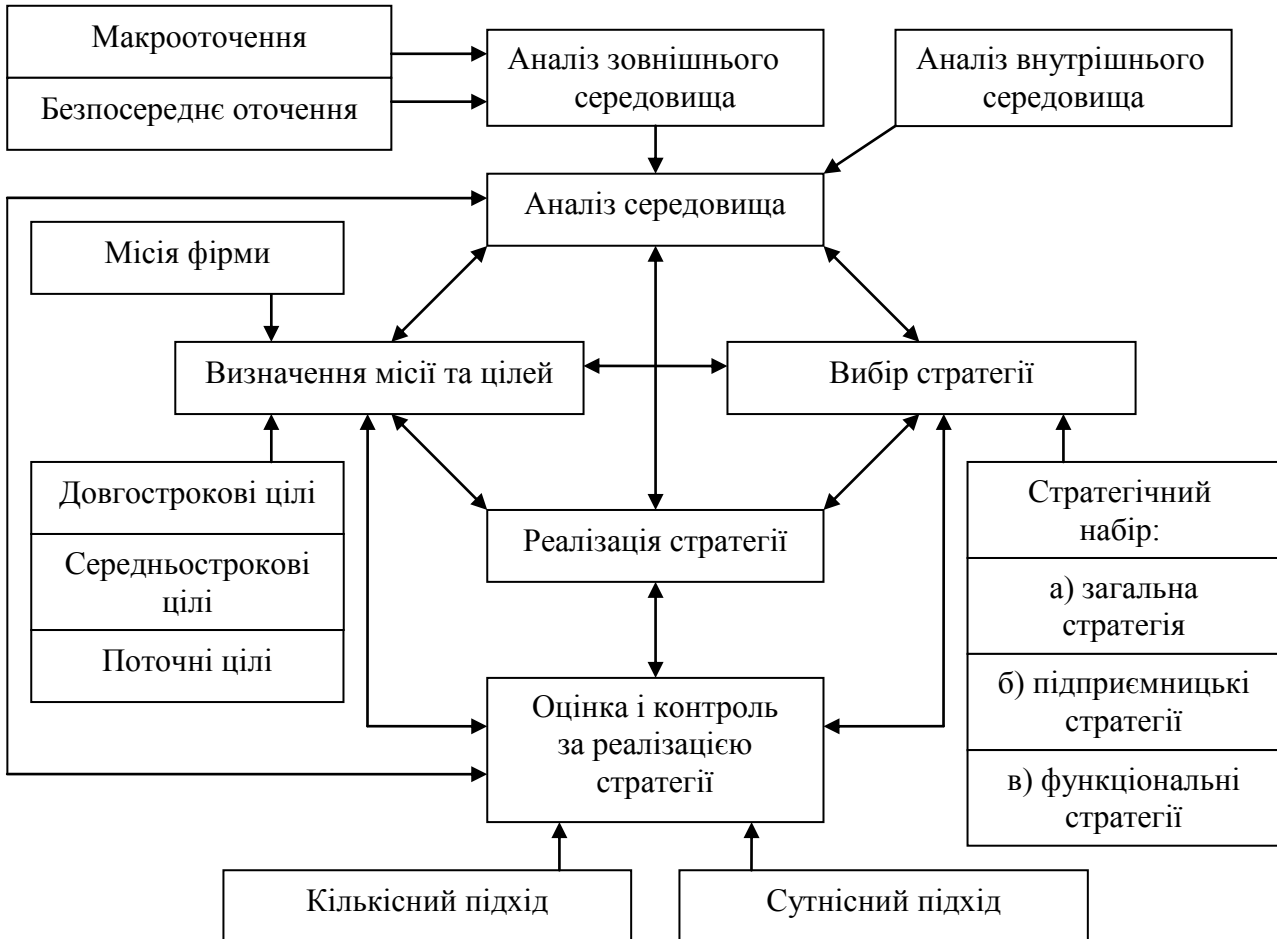 Макрооточення
Безпосереднє оточення
Аналіз зовнішнього
середовища
Аналіз внутрішнього
середовища
Аналіз середовища
Місія фірми
Визначення місії та цілей
Вибір стратегії
Довгострокові цілі
Середньострокові
цілі
Поточні цілі
Реалізація стратегії
Стратегічний
набір:
а) загальна
стратегія
б) підприємницькі
стратегії
в) функціональні
стратегії
Оцінка і контроль
за реалізацією
стратегії
Кількісний підхід
Сутнісний підхід